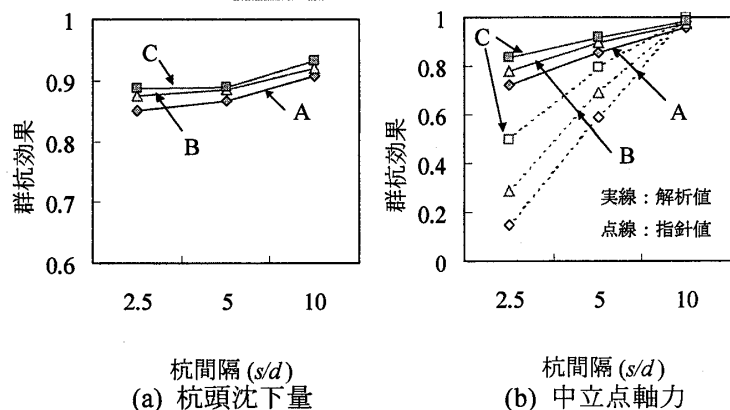 1
0.9
0.8
0.7
0.6
群杭効果
C
B
A
2.5 5 10
杭間隔 (s/d)
(a) 杭頭沈下量
1
0.8
0.6
0.4
0.2
0
群杭効果
C
A
B
実線：解析値
点線：指針値
2.5 5 10
杭間隔 (s/d)
(b) 中立点軸力